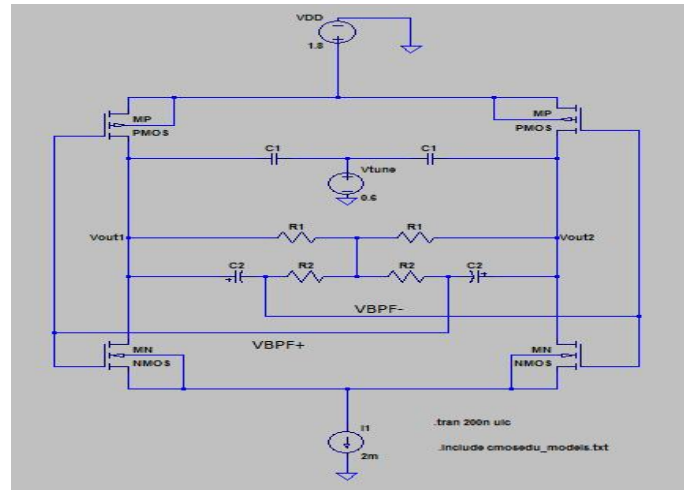 VDD
1.8
MP
PMOS
MP
PMOS
C1
C1
Vtune
0.6
R1
R1
Vout1
Vout2
C2
R2
R2
C2
VBPF-
VBPF+
MN
NMOS
MN
NMOS
I1
2m
.tran 200n uic
.include cmosedu_models.txt